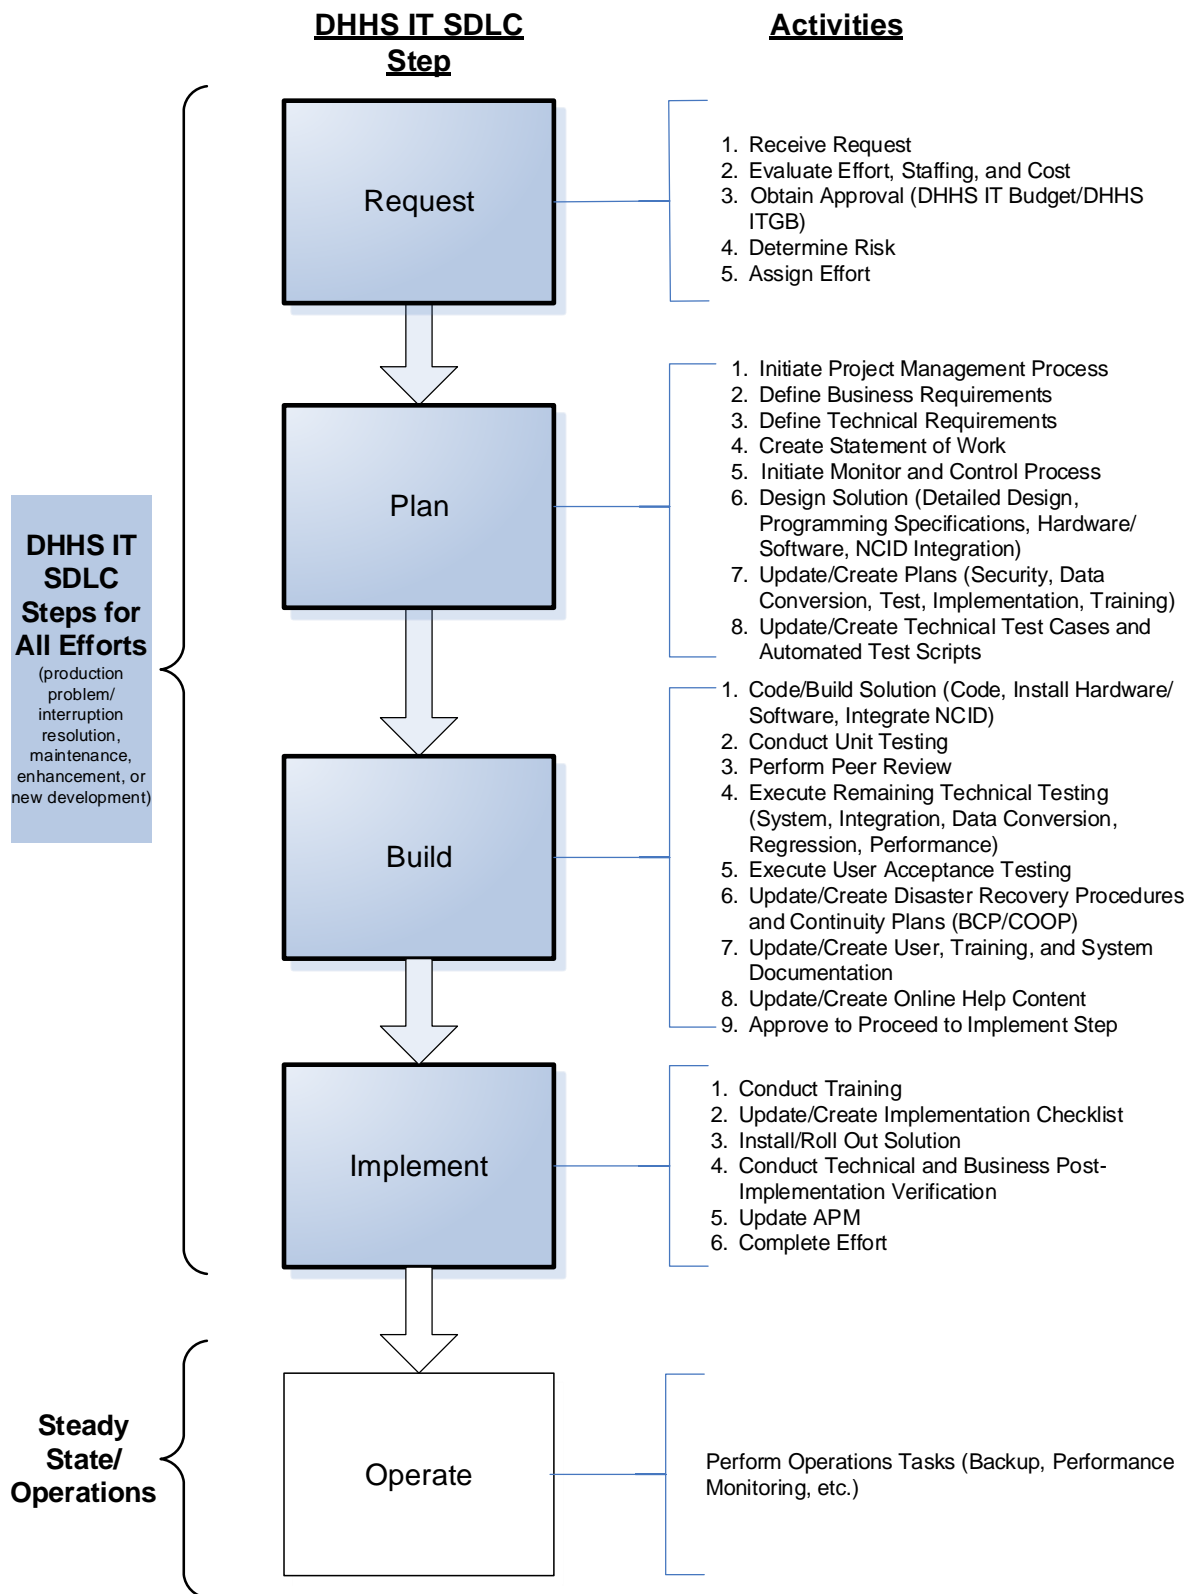 DHHS IT SDLC
Step
Activities
Request
1. Receive Request
2. Evaluate Effort, Staffing, and Cost
3. Obtain Approval (DHHS IT Budget/DHHS
ITGB)
4. Determine Risk
5. Assign Effort
Plan
1. Initiate Project Management Process
2. Define Business Requirements
3. Define Technical Requirements
4. Create Statement of Work
5. Initiate Monitor and Control Process
6. Design Solution (Detailed Design,
Programming Specifications, Hardware/
Software, NCID Integration)
7. Update/Create Plans (Security, Data
Conversion, Test, Implementation, Training)
8. Update/Create Technical Test Cases and
Automated Test Scripts
DHHS IT
SDLC
Steps for
All Efforts
(production
problem/
interruption
resolution,
maintenance,
enhancement, or
new development)
Build
1. Code/Build Solution (Code, Install Hardware/
Software, Integrate NCID)
2. Conduct Unit Testing
3. Perform Peer Review
4. Execute Remaining Technical Testing
(System, Integration, Data Conversion,
Regression, Performance)
5. Execute User Acceptance Testing
6. Update/Create Disaster Recovery Procedures
and Continuity Plans (BCP/COOP)
7. Update/Create User, Training, and System
Documentation
8. Update/Create Online Help Content
9. Approve to Proceed to Implement Step
Implement
1. Conduct Training
2. Update/Create Implementation Checklist
3. Install/Roll Out Solution
4. Conduct Technical and Business Post-
Implementation Verification
5. Update APM
6. Complete Effort
Steady
State/
Operations
Operate
Perform Operations Tasks (Backup, Performance
Monitoring, etc.)